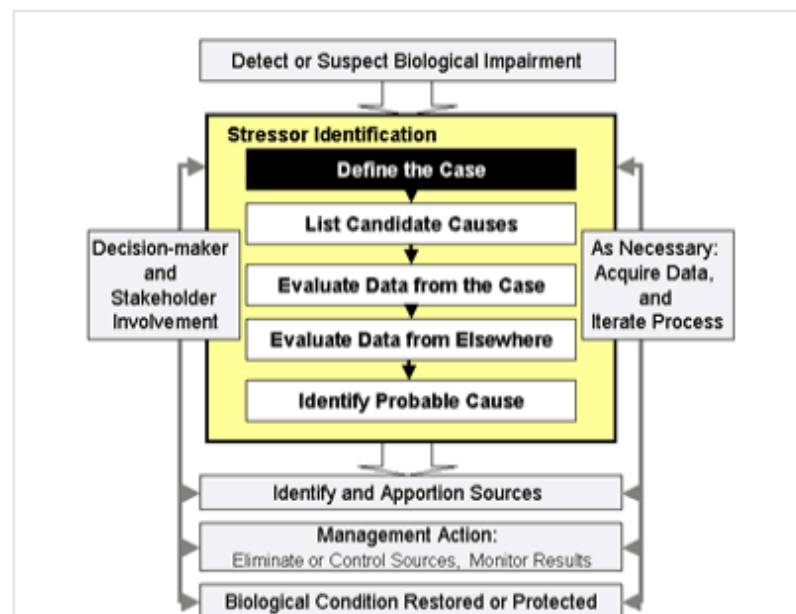 Detect or Suspect Biological Impairment
Stressor Identification
Define the Case
List Candidate Causes
Evaluate Data from the Case
Evaluate Data from Elsewhere
Identify Probable Cause
Decision-maker
and
Stakeholder
Involvement
As Necessary:
Acquire Data,
and
Iterate Process
Identify and Apportion Sources
Management Action:
Eliminate or Control Sources, Monitor Results
Biological Condition Restored or Protected